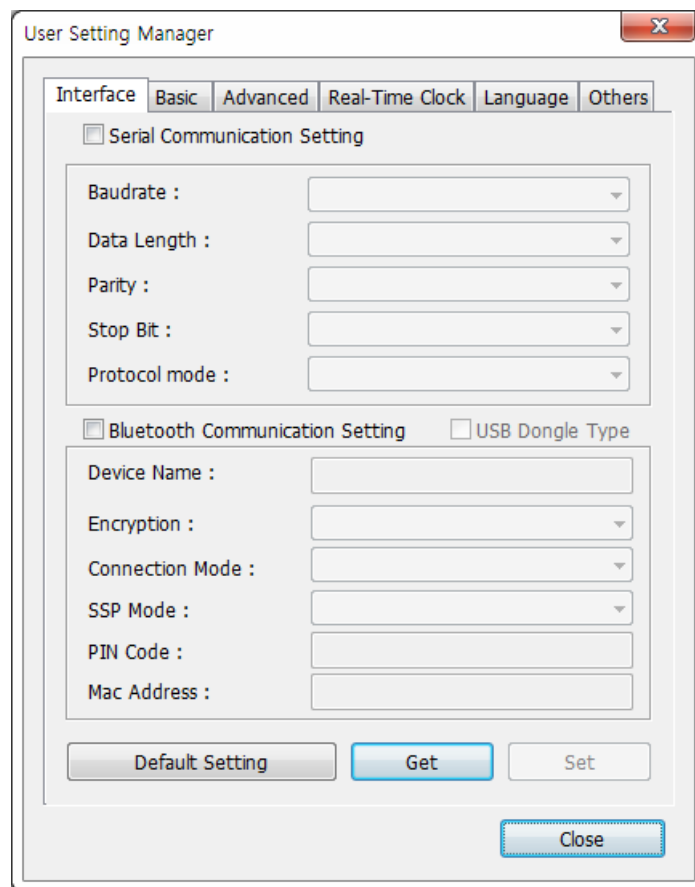 User Setting Manager
Interface Basic Advanced Real-Time Clock Language Others
Serial Communication Setting
Baudrate :
Data Length :
Parity :
Stop Bit :
Protocol mode :
Bluetooth Communication Setting USB Dongle Type
Device Name :
Encryption :
Connection Mode :
SSP Mode :
PIN Code :
Mac Address :
Default Setting Get Set
Close